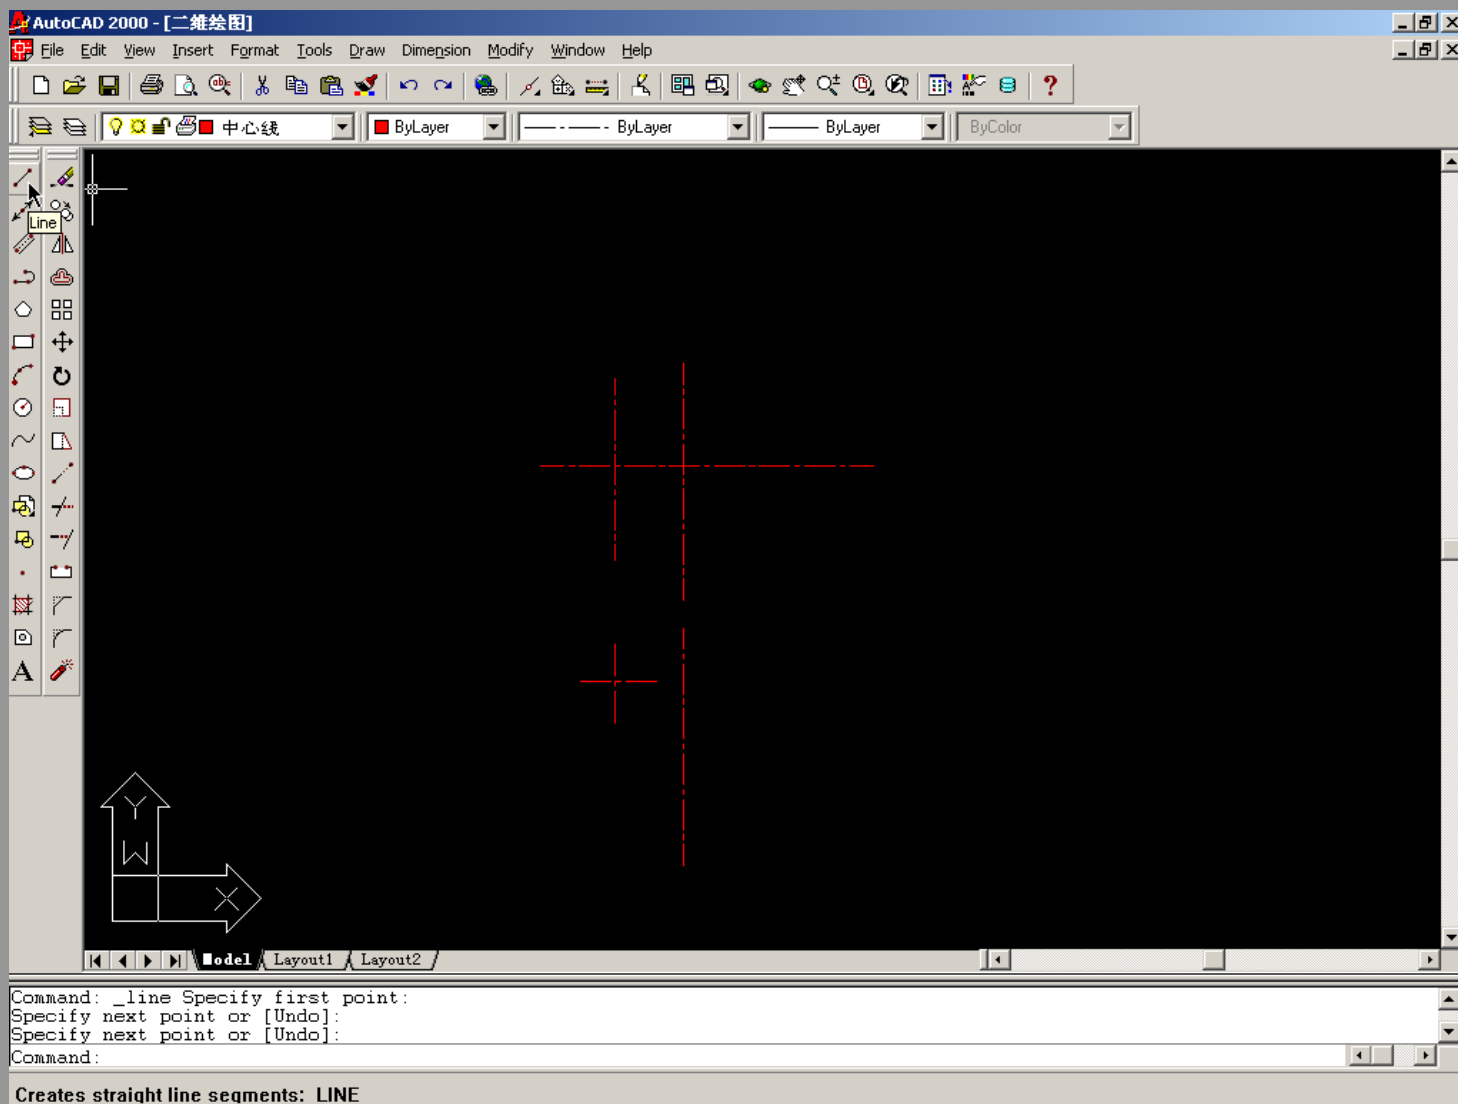 AutoCAD 2000 - [二维绘图]
File Edit View Insert Format Tools Draw Dimension Modify Window Help
中心线 ByLayer ByLayer ByLayer ByColor
Line
A
Y
W
X
Model Layout1 Layout2
Command: _line Specify first point:
Specify next point or [Undo]:
Specify next point or [Undo]:
Command:
Creates straight line segments: LINE